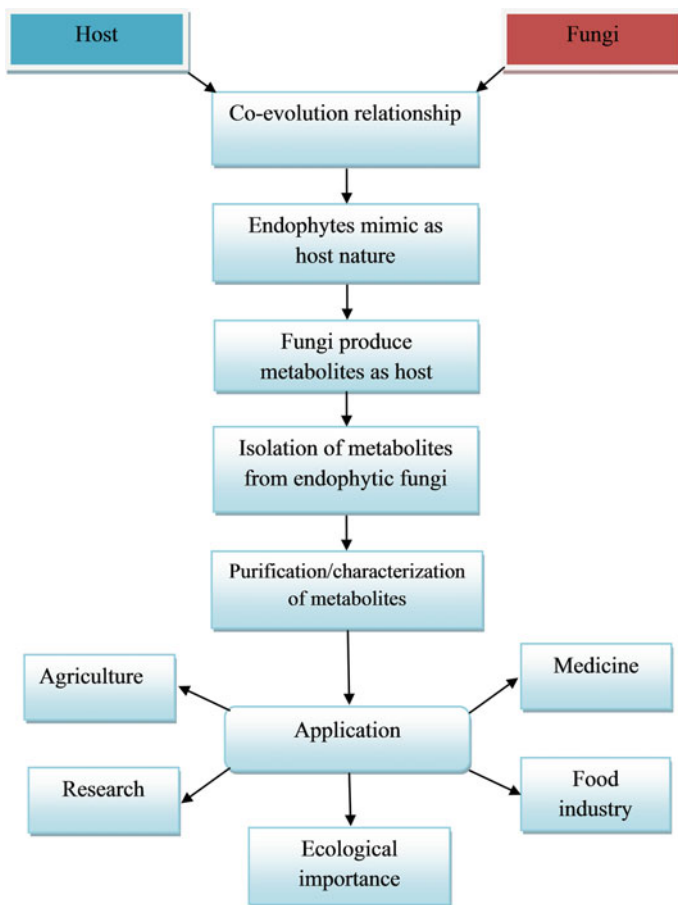 Host
Fungi
Co-evolution relationship
Endophytes mimic as
host nature
Fungi produce
metabolites as host
Isolation of metabolites
from endophytic fungi
Purification/characterization
of metabolites
Agriculture
Medicine
Application
Research
Food
industry
Ecological
importance